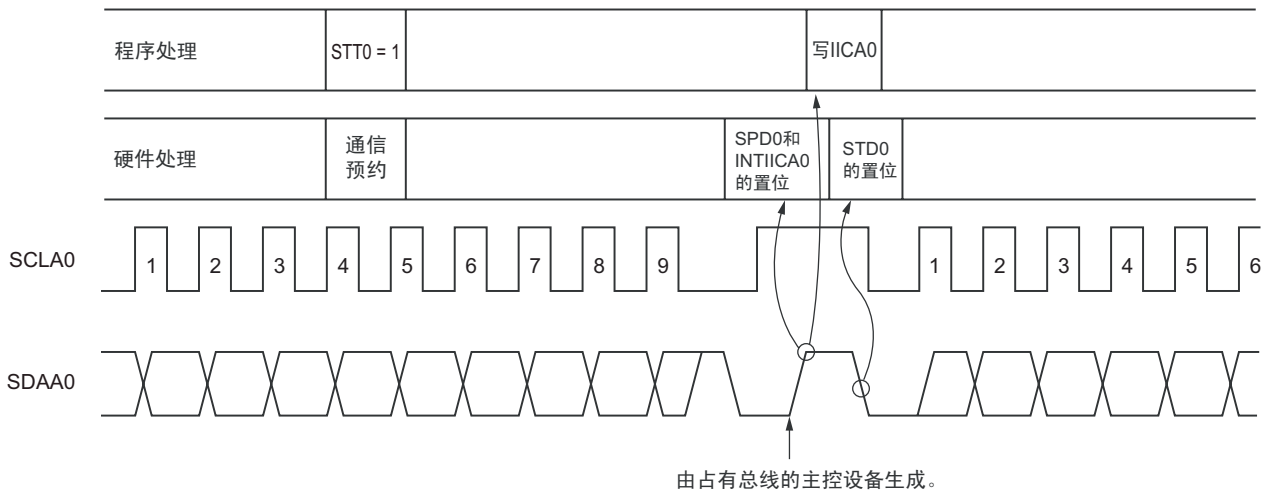 程序处理
STT0 = 1
写IICA0
硬件处理
通信
预约
SPD0和
INTIICA0
的置位
STD0
的置位
SCLA0
1 2 3 4 5 6 7 8 9 1 2 3 4 5 6
SDAA0
由占有总线的主控设备生成。